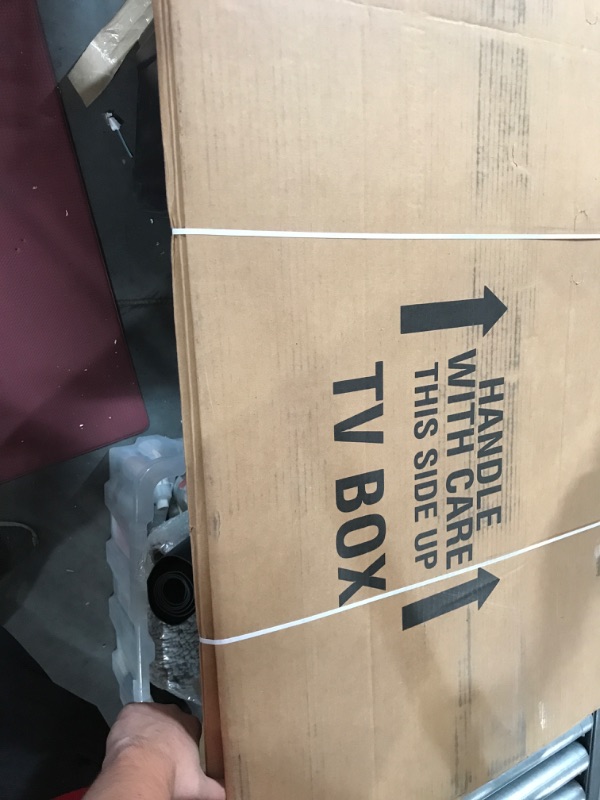 HANDLE
WITH CARE
THIS SIDE UP
TV BOX